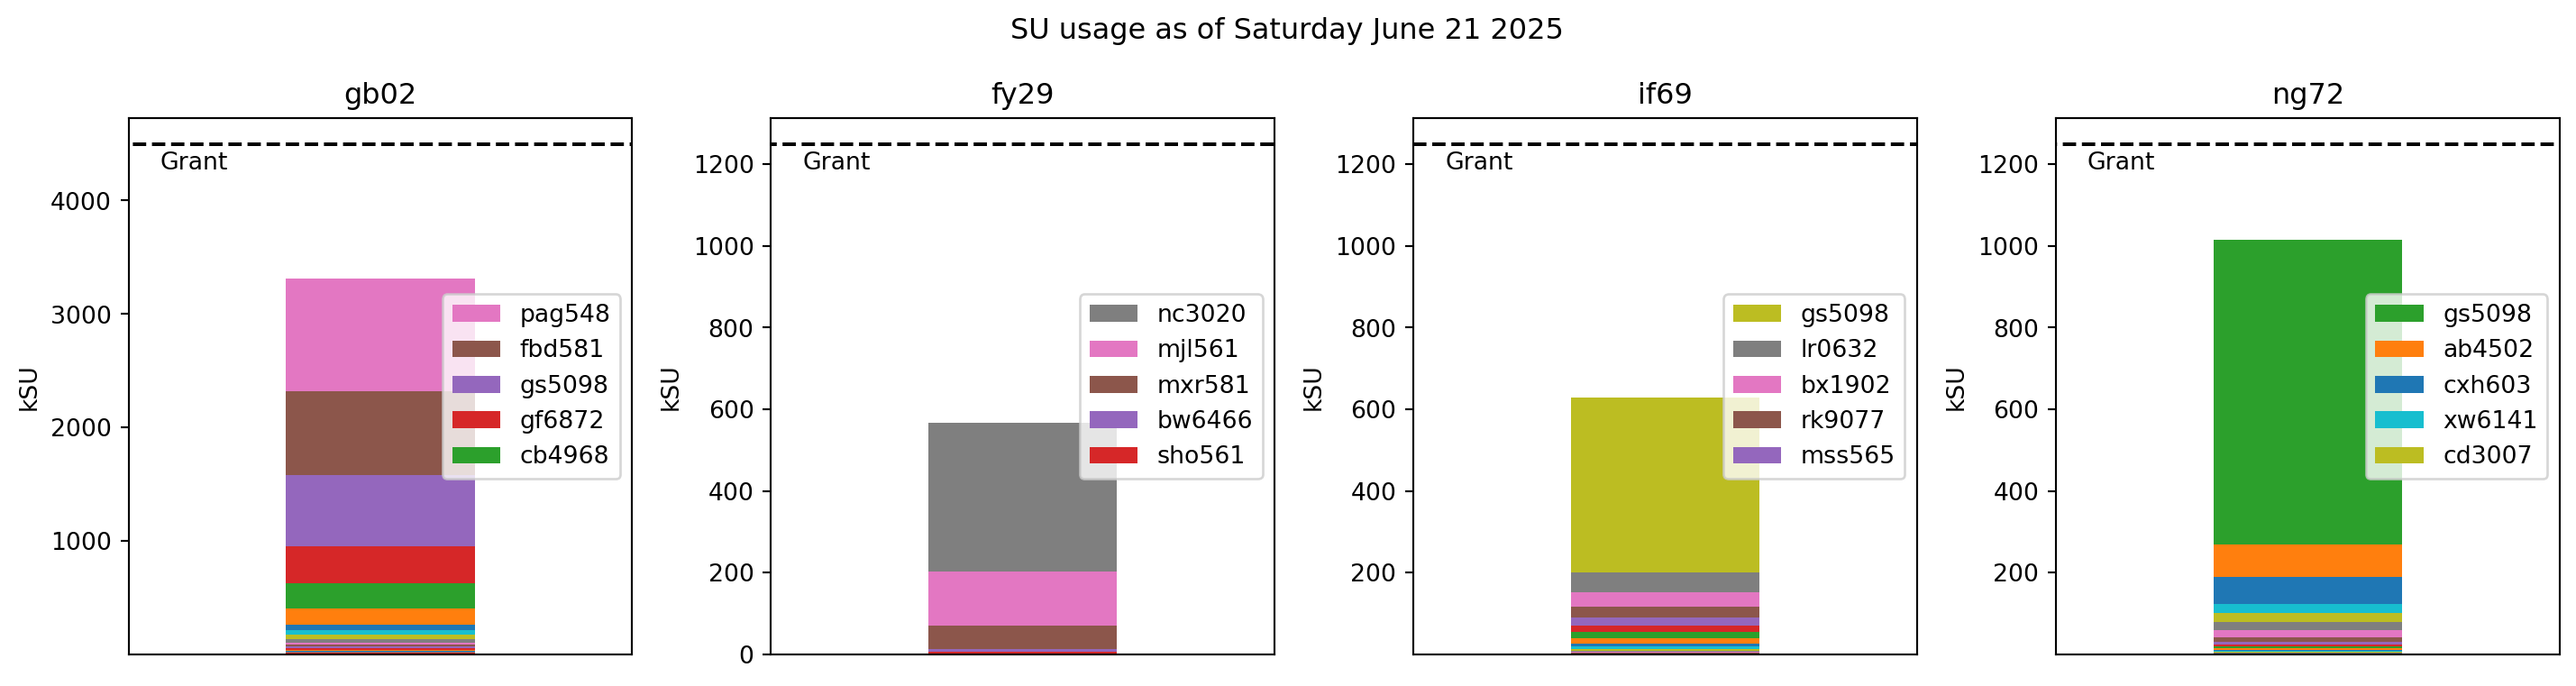 SU usage as of Saturday June 21 2025
gb02
Grant
4000
3000
2000
1000
kSU
pag548
fbd581
gs5098
gf6872
cb4968
fy29
Grant
1200
1000
800
600
400
200
0
kSU
nc3020
mjl561
mxr581
bw6466
sho561
if69
Grant
1200
1000
800
600
400
200
kSU
gs5098
lr0632
bx1902
rk9077
mss565
ng72
Grant
1200
1000
800
600
400
200
kSU
gs5098
ab4502
cxh603
xw6141
cd3007